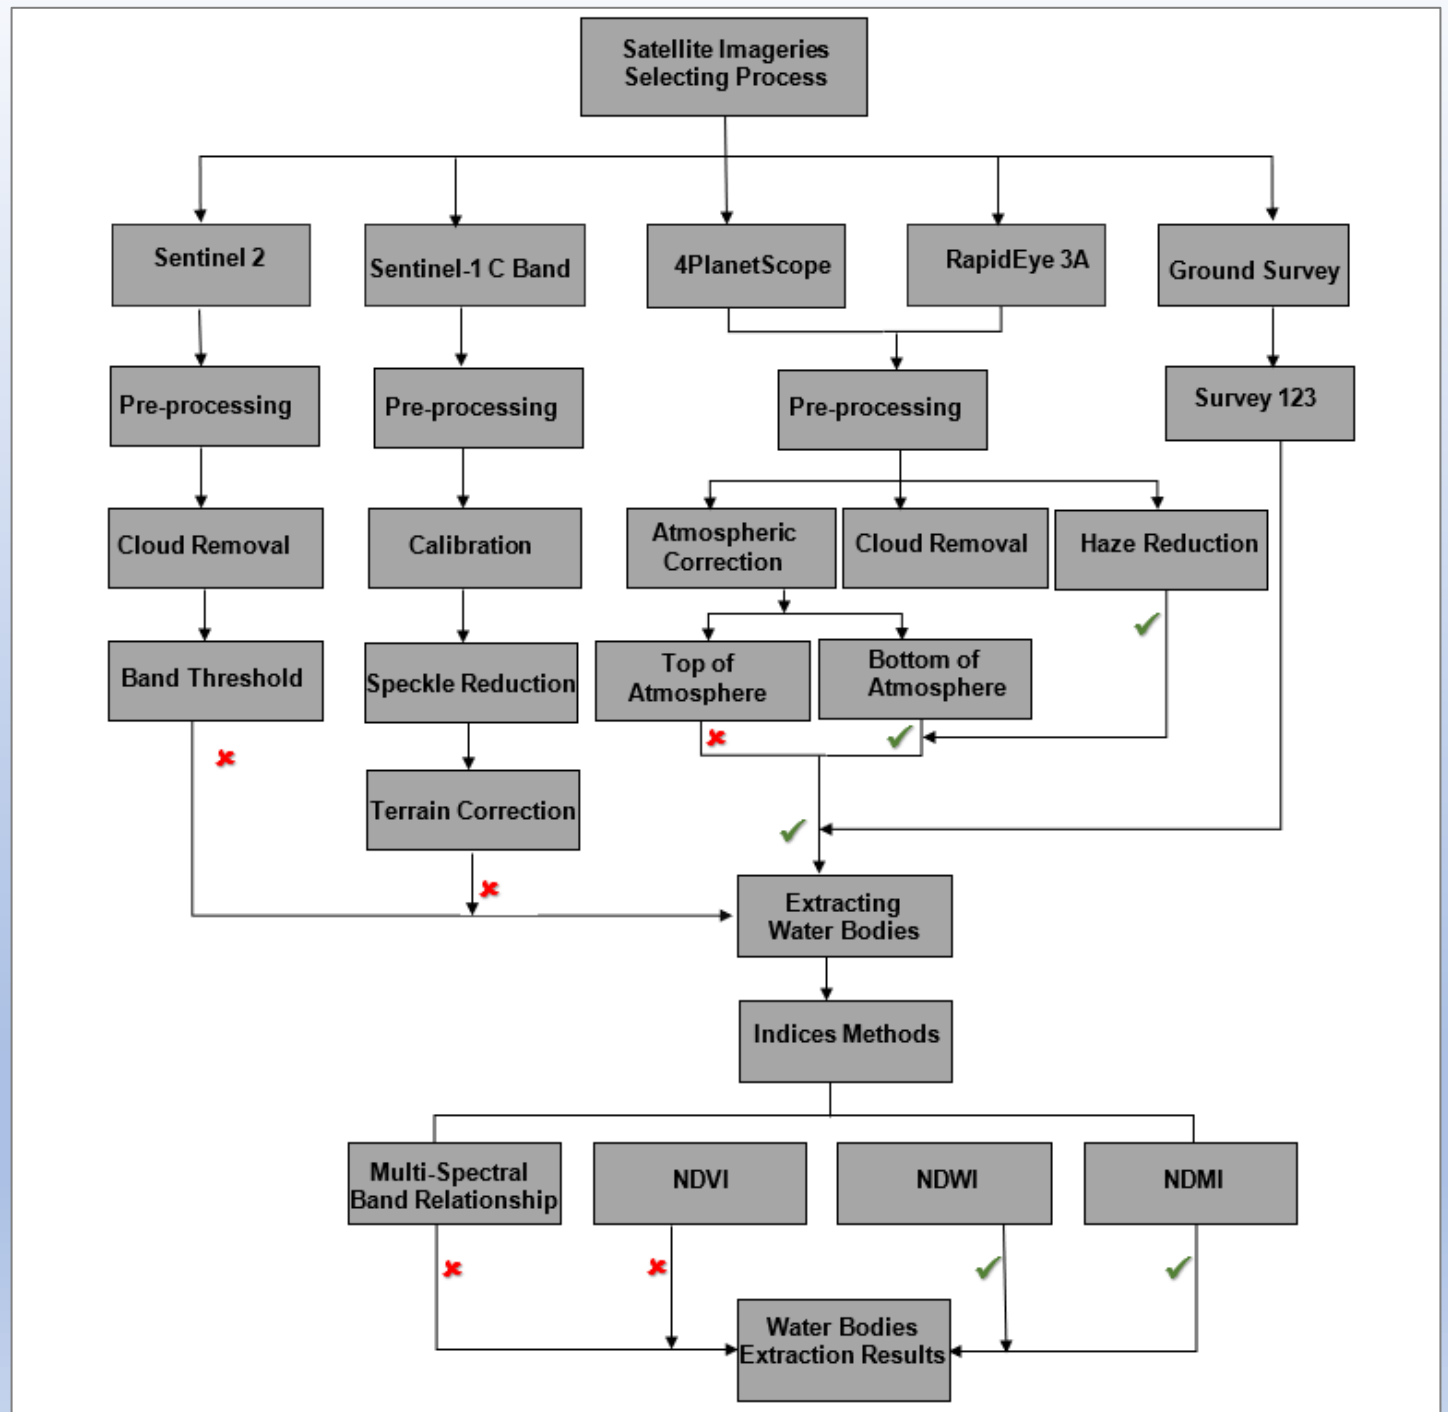 Satellite Imageries
Selecting Process
Sentinel 2
Sentinel-1 C Band
4PlanetScope
RapidEye 3A
Ground Survey
Pre-processing
Pre-processing
Pre-processing
Survey 123
Cloud Removal
Calibration
Atmospheric
Correction
Cloud Removal
Haze Reduction
Band Threshold
Speckle Reduction
Top of
Atmosphere
Bottom of
Atmosphere
Terrain Correction
Extracting
Water Bodies
Indices Methods
Multi-Spectral
Band Relationship
NDVI
NDWI
NDMI
Water Bodies
Extraction Results